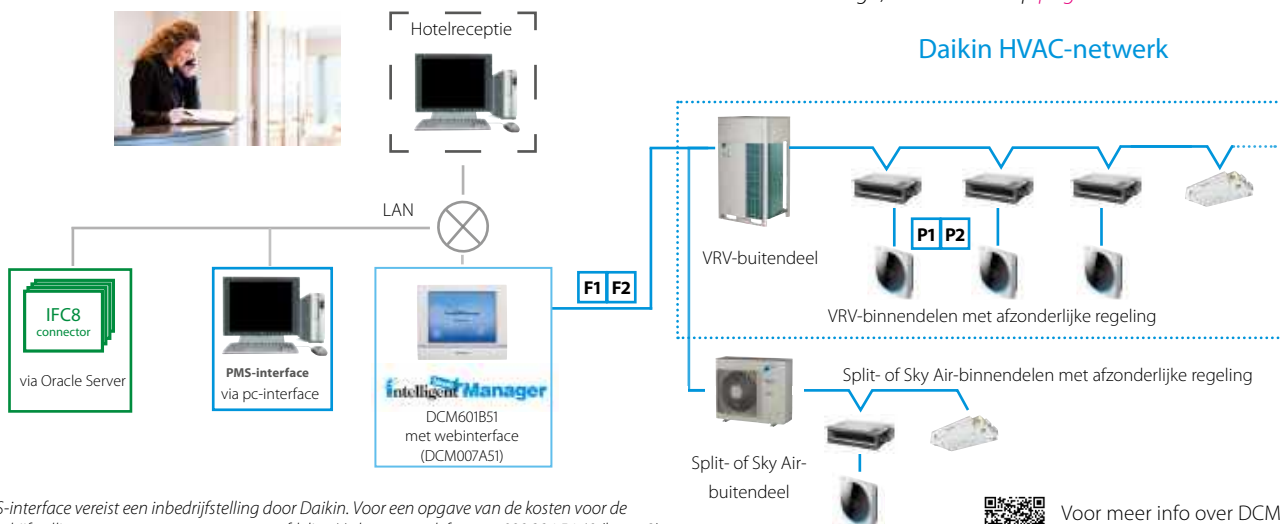 Hotelreceptie
Daikin HVAC-netwerk
LAN
IFC8
connector
via Oracle Server
PMS-interface
via pc-interface
intelligent Manager
DCM601B51
met webinterface
(DCM007A51)
F1 F2
VRV-buitendeel
P1 P2
VRV-binnendelen met afzonderlijke regeling
Split- of Sky Air-binnendelen met afzonderlijke regeling
Split- of Sky Air-
buitendeel
S-interface vereist een inbedrijfstelling door Daikin. Voor een opgave van de kosten voor de
Voor meer info over DCM